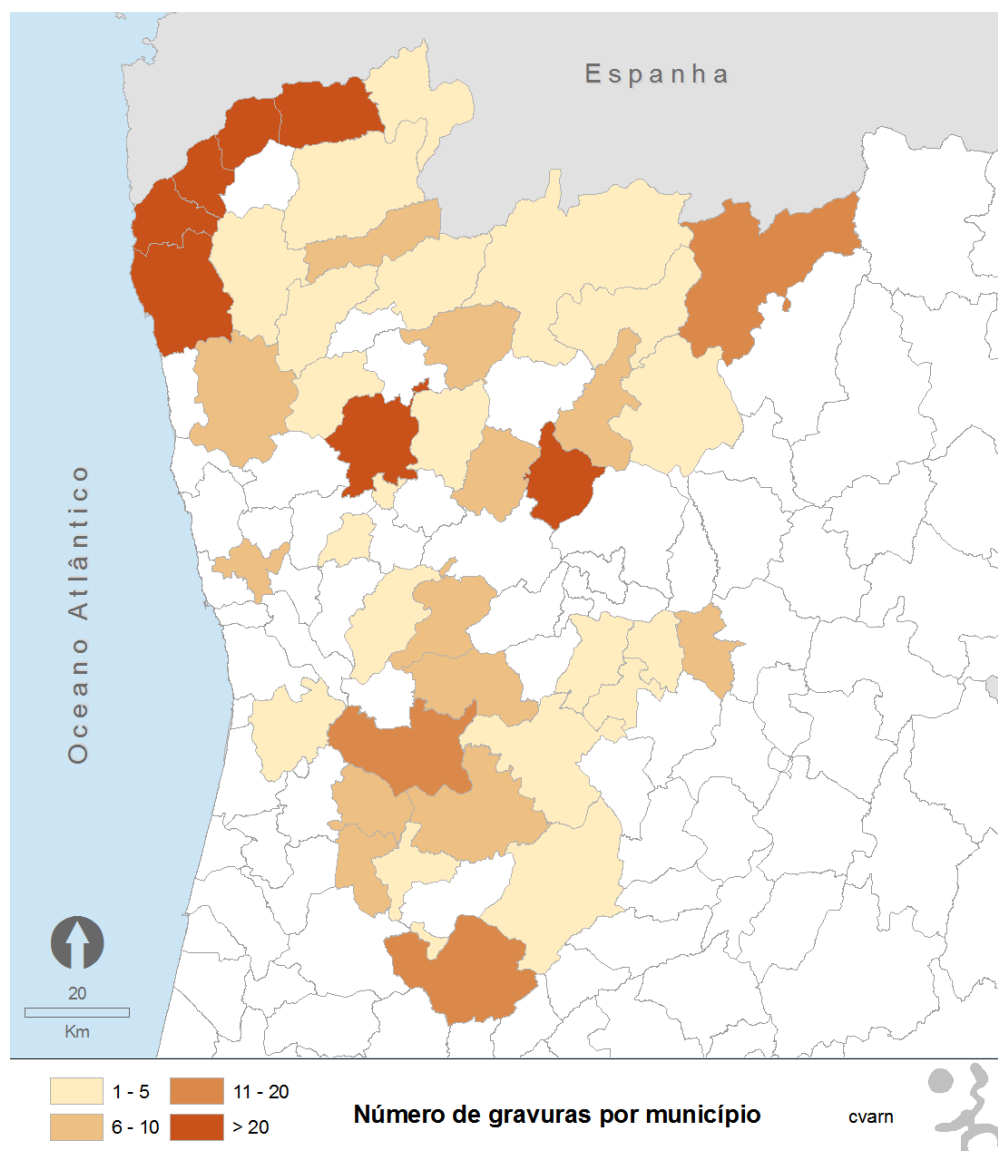 Espanha
Oceano Atlântico
20
Km
1 - 5
11 - 20
6 - 10
> 20
Número de gravuras por município
cvarn